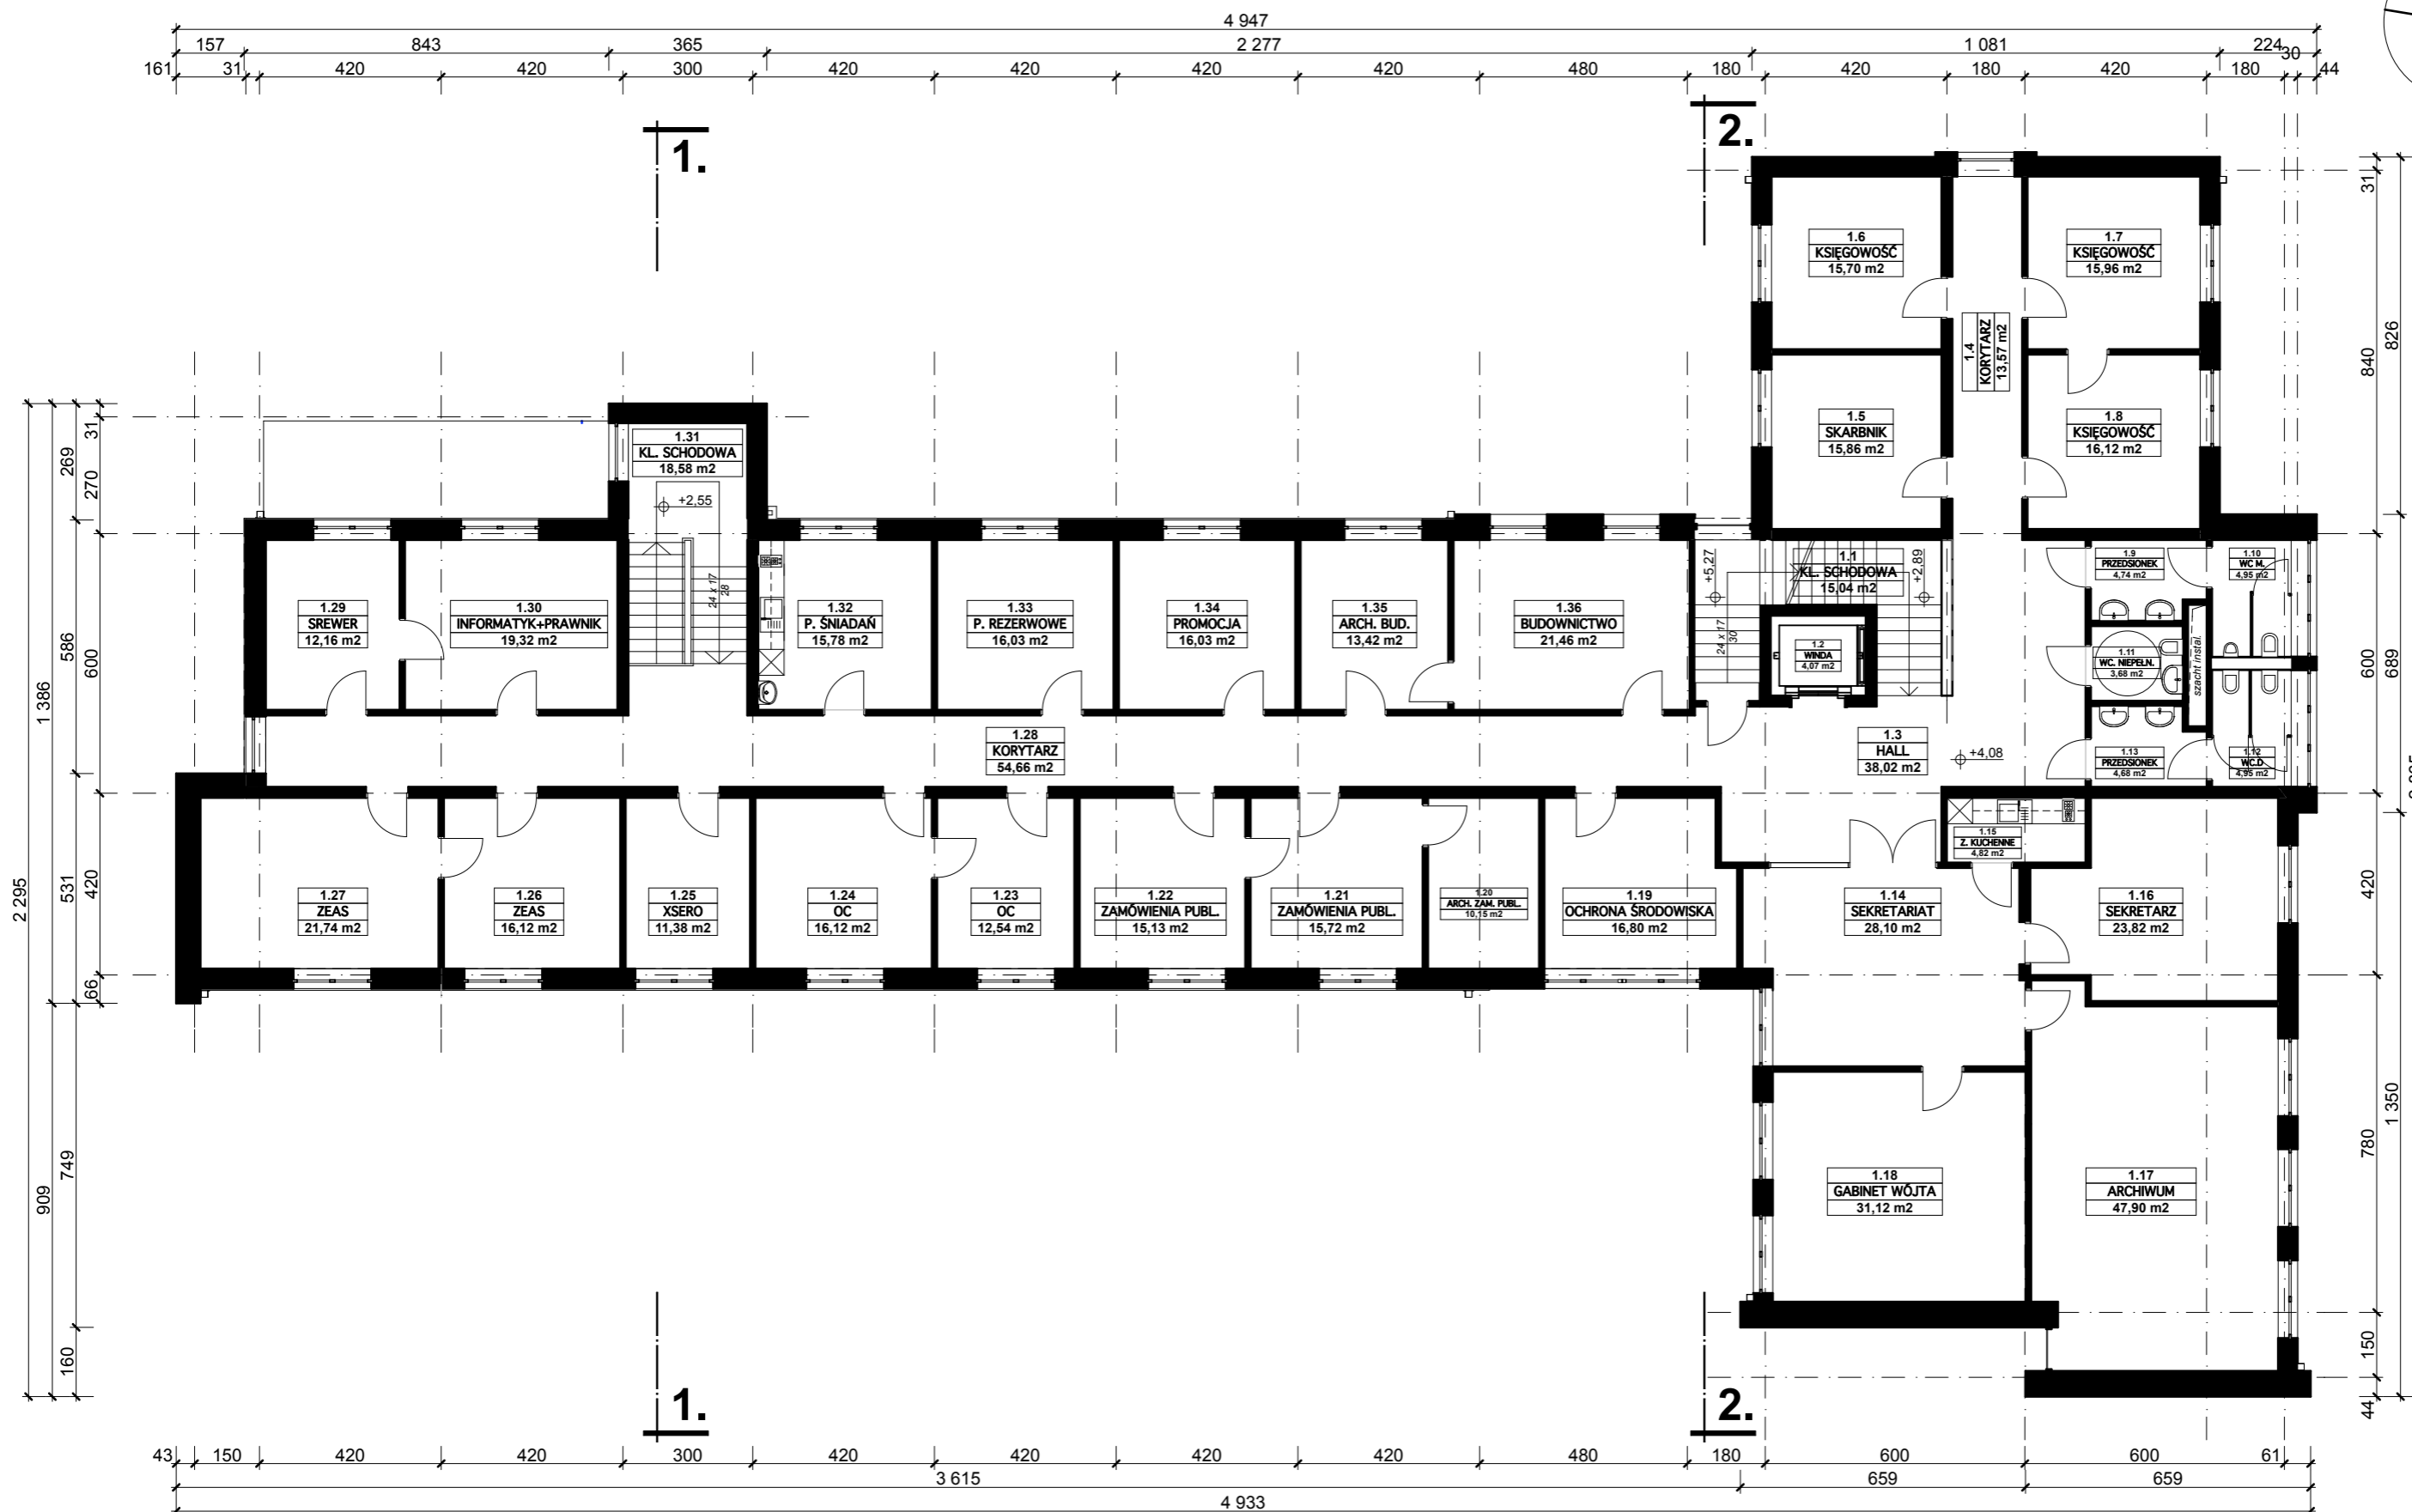 4 947
157 843 365 2 277 1 081 224
161 31 420 420 300 420 420 420 420 480 180 420 180 420 180 30 44
1.
2.
1.6
KSIĘGOWOŚĆ
15,70 m2
1.7
KSIĘGOWOŚĆ
15,96 m2
1.4
KORYTARZ
13,57 m2
1.5
SKARBNIK
15,86 m2
1.8
KSIĘGOWOŚĆ
16,12 m2
1.31
KL. SCHODOWA
18,58 m2
+2,55
24 x 17
28
1.29
SREWER
12,16 m2
1.30
INFORMATYK+PRAWNIK
19,32 m2
1.32
P. ŚNIADAŃ
15,78 m2
1.33
P. REZERWOWE
16,03 m2
1.34
PROMOCJA
16,03 m2
1.35
ARCH. BUD.
13,42 m2
1.36
BUDOWNICTWO
21,46 m2
+5,27
1.1
KL. SCHODOWA
15,04 m2
+2,89
24 x 17
30
1.2
WINDA
4,07 m2
1.9
PRZEDSIONEK
4,74 m2
1.10
WC M.
4,95 m2
1.11
WC. NIEPEŁN.
3,68 m2
szacht instal.
1.13
PRZEDSIONEK
4,68 m2
1.12
WC.D
4,95 m2
1.28
KORYTARZ
54,66 m2
1.3
HALL
38,02 m2
+4,08
1.15
Z. KUCHENNE
4,82 m2
1.27
ZEAS
21,74 m2
1.26
ZEAS
16,12 m2
1.25
XSERO
11,38 m2
1.24
OC
16,12 m2
1.23
OC
12,54 m2
1.22
ZAMÓWIENIA PUBL.
15,13 m2
1.21
ZAMÓWIENIA PUBL.
15,72 m2
1.20
ARCH. ZAM. PUBL.
10,15 m2
1.19
OCHRONA ŚRODOWISKA
16,80 m2
1.14
SEKRETARIAT
28,10 m2
1.16
SEKRETARZ
23,82 m2
1.18
GABINET WÓJTA
31,12 m2
1.17
ARCHIWUM
47,90 m2
2 295
1 386 909
269 586 531 749 160
31 270 600 420 66
31 840 600 420 780 150 44
826 689 1 350
1.
2.
43 150 420 420 300 420 420 420 420 480 180 600 600 61
3 615 659 659
4 933